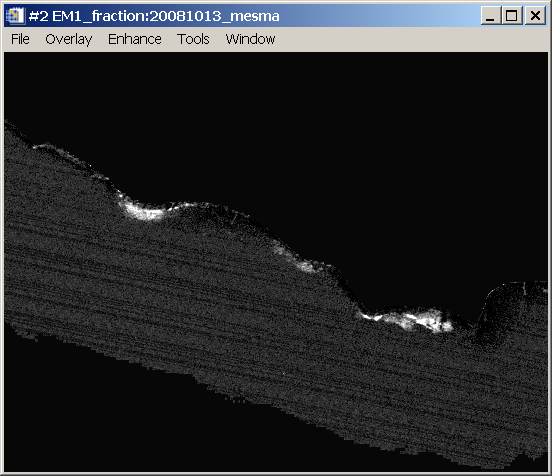 #2 EM1_fraction:20081013_mesma
File Overlay Enhance Tools Window